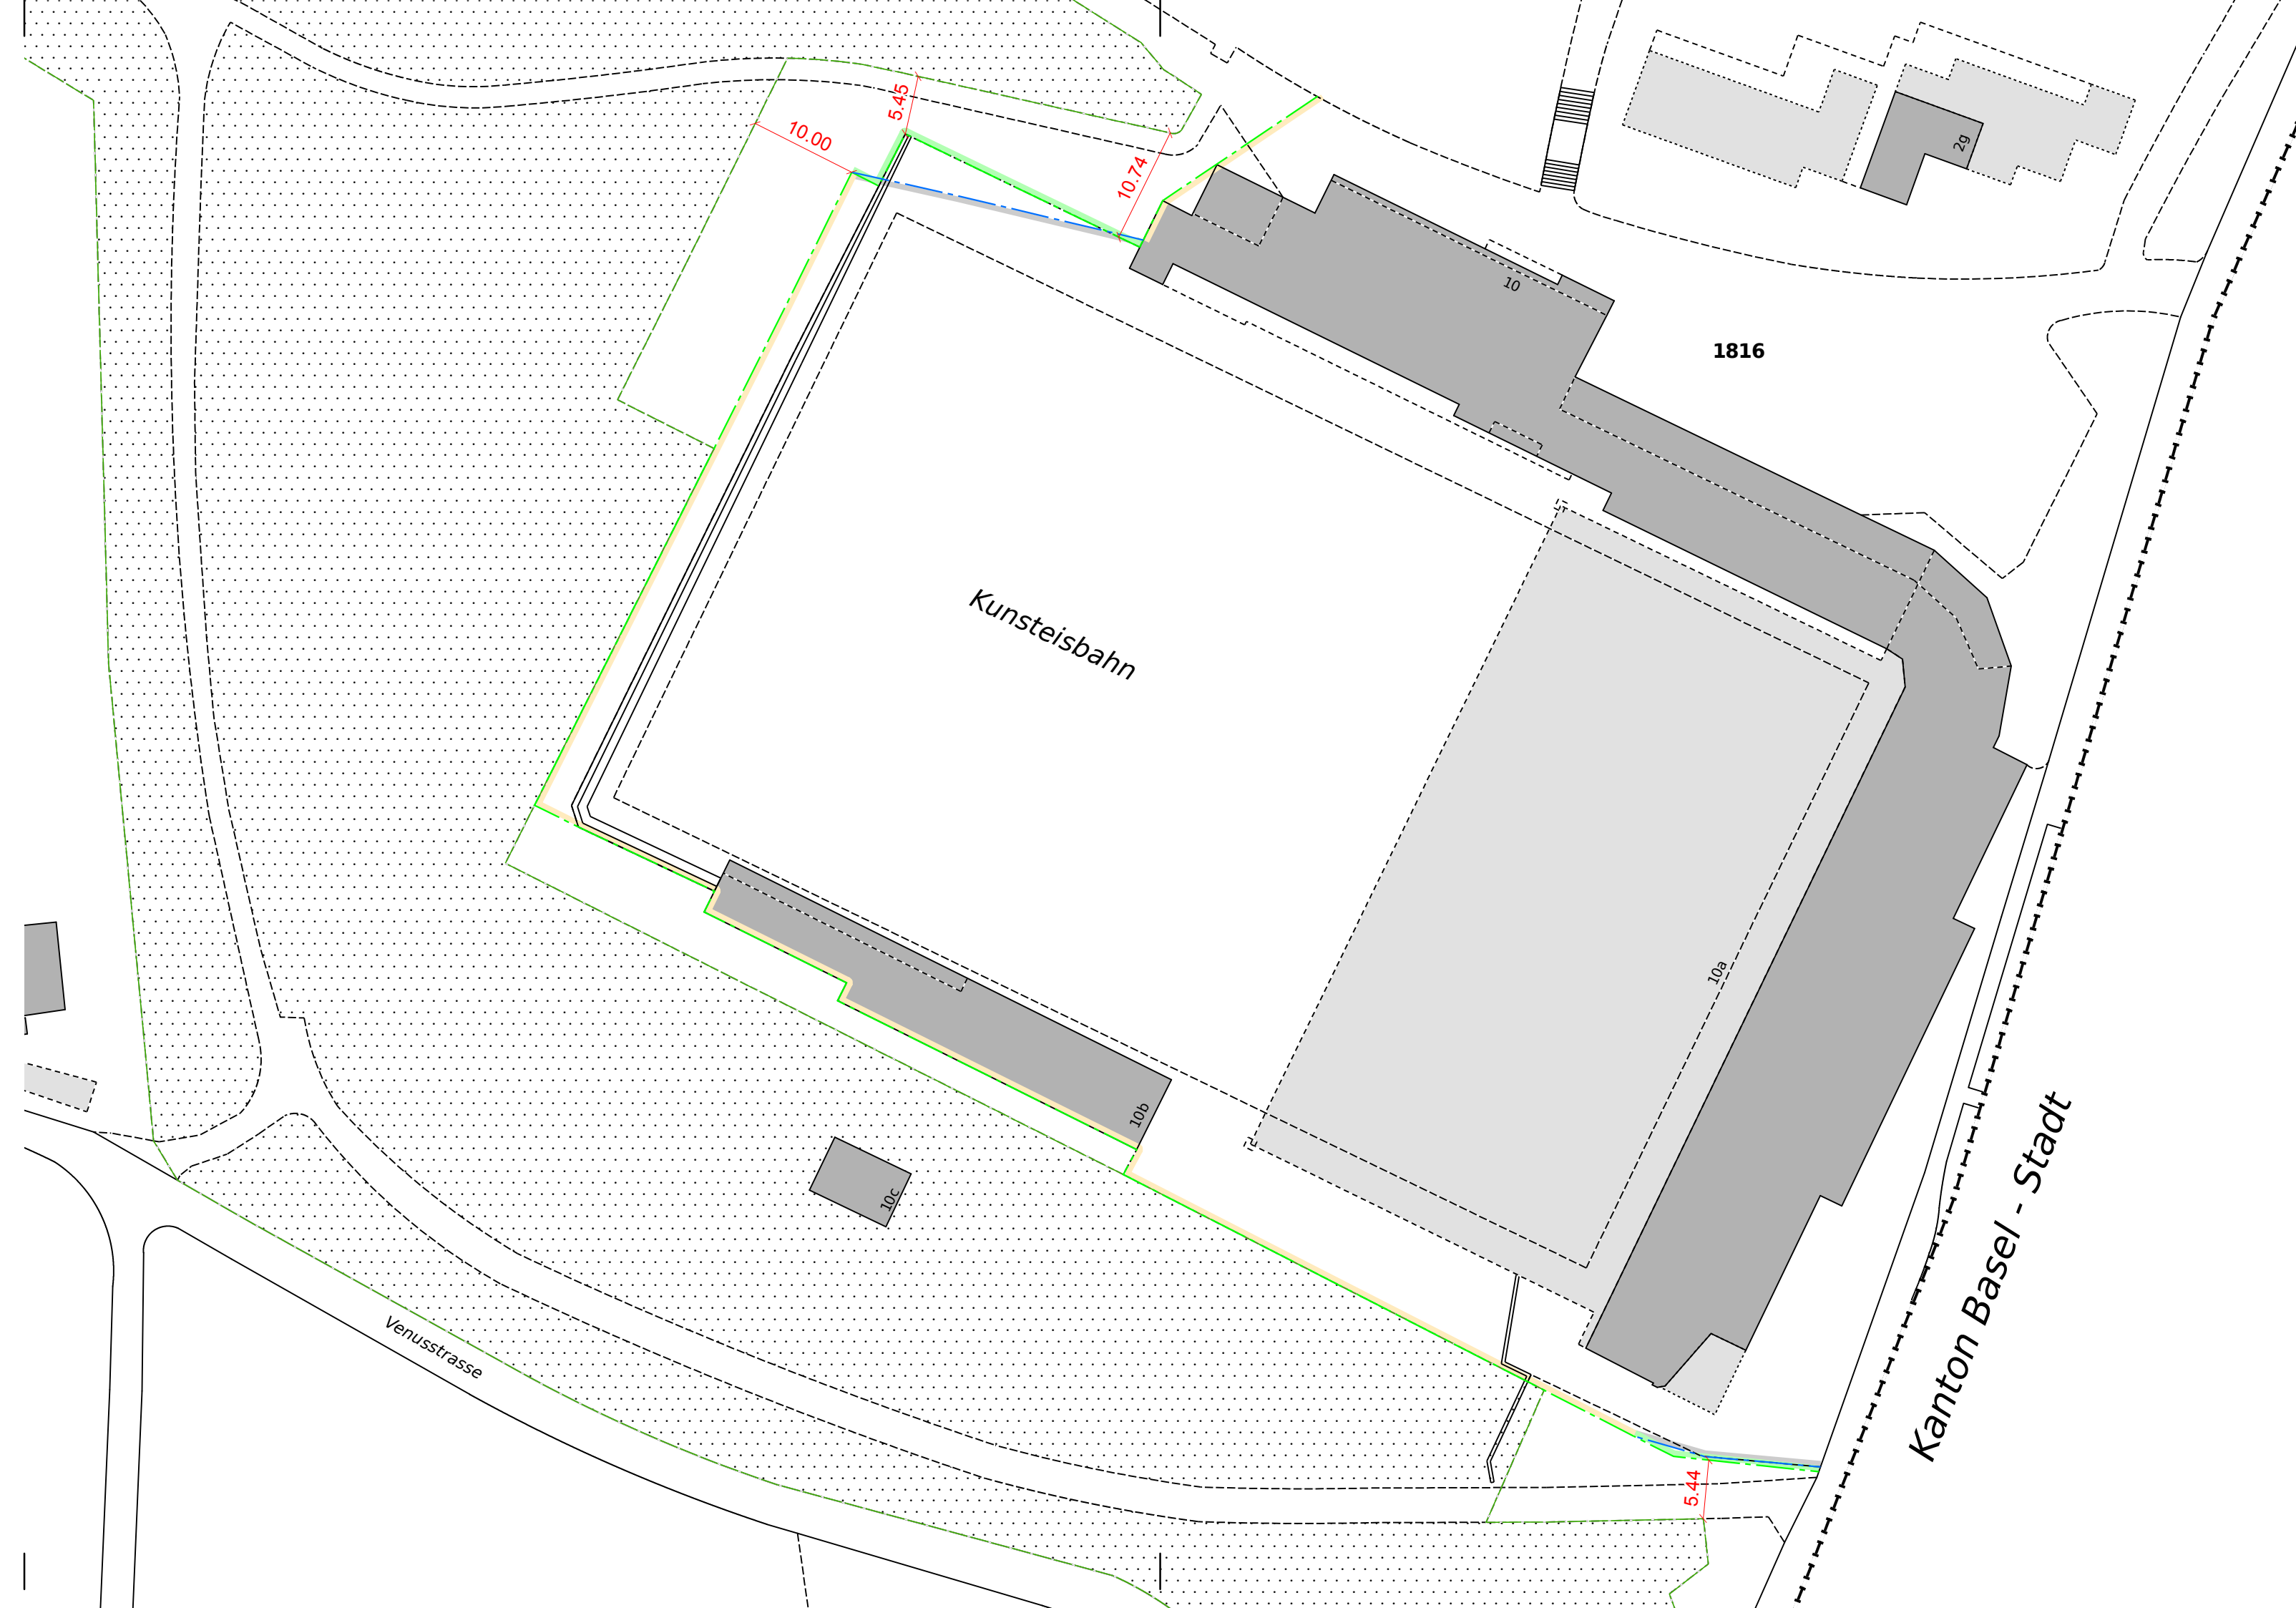 5.45
10.00
10.74
2g
10
1816
Kunsteisbahn
10a
10b
10c
Kanton Basel - Stadt
Venusstrasse
5.44